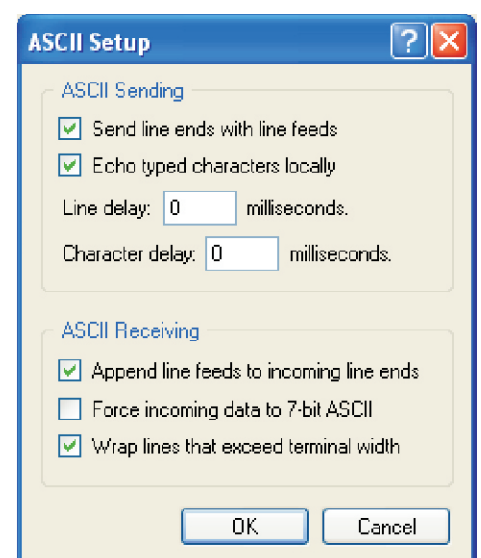 ASCII Setup
ASCII Sending
Send line ends with line feeds
Echo typed characters locally
Line delay: 0 milliseconds.
Character delay: 0 milliseconds.
ASCII Receiving
Append line feeds to incoming line ends
Force incoming data to 7-bit ASCII
Wrap lines that exceed terminal width
OK Cancel